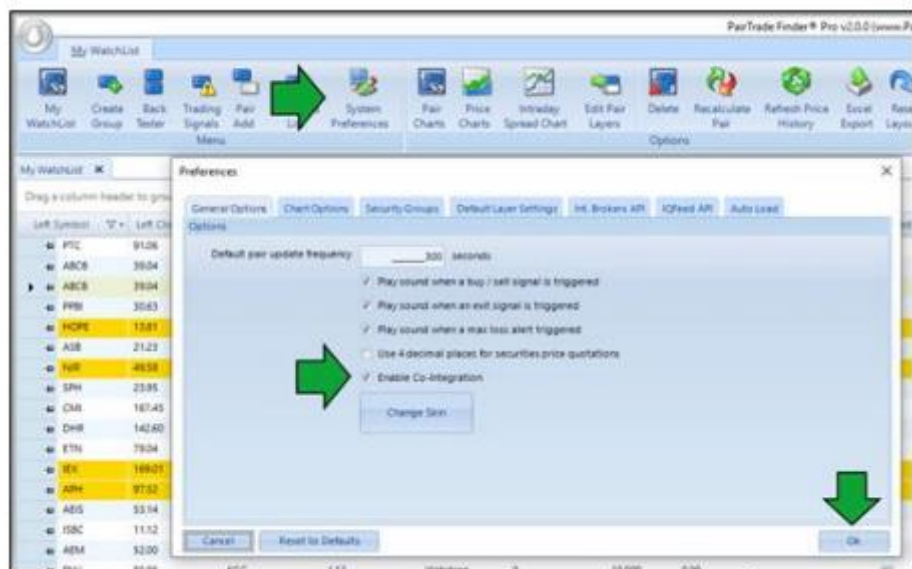 PairTrade Finder® Pro v2.0.0 (www.Pa
My WatchList
My WatchList
Create Group
Back Tester
Trading Signals
Pair Add
System Preferences
Pair Charts
Price Charts
Intraday Spread Chart
Edit Pair Layers
Delete
Recalculate Pair
Refresh Price History
Excel Export
Menu
Options
My WatchList
Preferences
Drag a column header to grou
General Options Chart Options Security Groups Default Layer Settings Int. Brokers API IQFeed API Auto Load
Left Symbol Left Clo
Options
PTC 91.06
Default pair update frequency 300 seconds
ABCB 39.04
Play sound when a buy / sell signal is triggered
ABCB 39.04
Play sound when an exit signal is triggered
PPBI 30.63
HOPE 13.81
Play sound when a max loss alert triggered
ASB 21.23
Use 4 decimal places for securities price quotations
NJR 49.58
Enable Co-Integration
SPH 23.95
CMI 167.45
Change Skin
DHR 142.60
ETN 79.04
IEX 169.01
APH 97.52
AEIS 53.14
ISBC 11.12
Cancel Reset to Defaults Ok
AEM 52.00